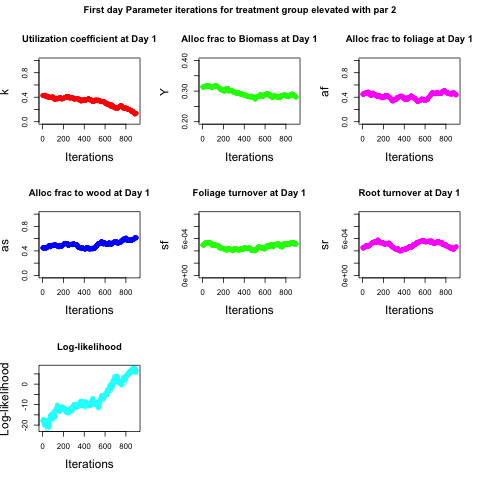 First day Parameter iterations for treatment group elevated with par 2
Utilization coefficient at Day 1
k
0.0 0.4 0.8
0 200 400 600 800
Iterations
Alloc frac to Biomass at Day 1
Y
0.20 0.30 0.40
0 200 400 600 800
Iterations
Alloc frac to foliage at Day 1
af
0.0 0.4 0.8
0 200 400 600 800
Iterations
Alloc frac to wood at Day 1
as
0.0 0.4 0.8
0 200 400 600 800
Iterations
Foliage turnover at Day 1
sf
0e+00 6e-04
0 200 400 600 800
Iterations
Root turnover at Day 1
sr
0e+00 6e-04
0 200 400 600 800
Iterations
Log-likelihood
Log-likelihood
-20 -10 0
0 200 400 600 800
Iterations